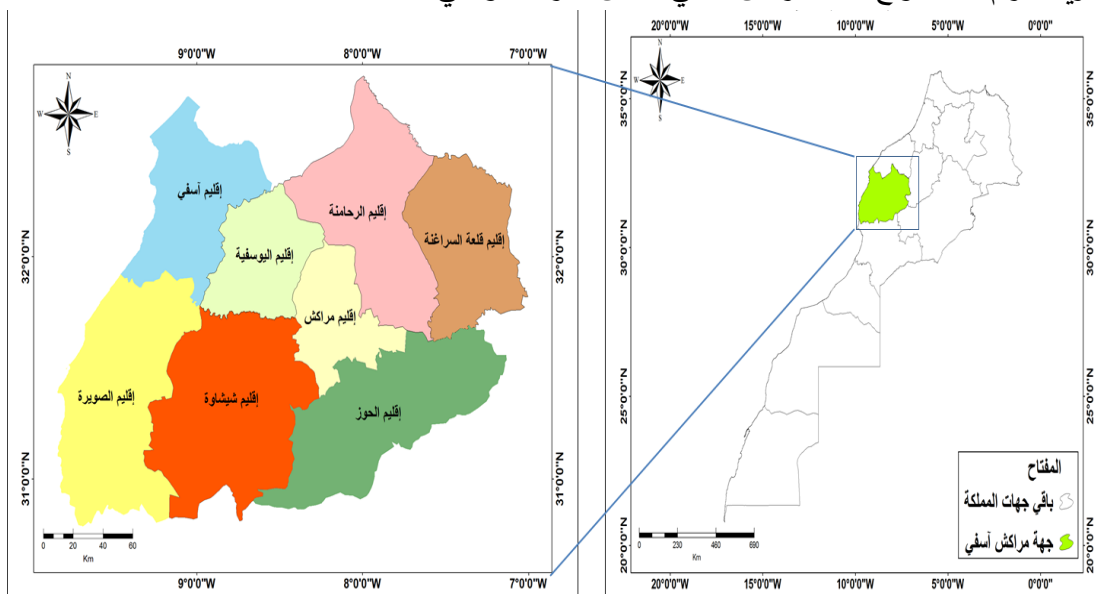 9°0'0"W 8°0'0"W 7°0'0"W
N
W E
S
إقليم آسفي
إقليم الرحامنة
إقليم قلعة السراغنة
إقليم اليوسفية
إقليم مراكش
إقليم الصويرة
إقليم شيشاوة
إقليم الحوز
32°0'0"N 32°0'0"N
31°0'0"N 31°0'0"N
0 20 40 60
Km
9°0'0"W 8°0'0"W 7°0'0"W
20°0'0"W 15°0'0"W 10°0'0"W 5°0'0"W 0°0'0"
N
W E
S
35°0'0"N 35°0'0"N
30°0'0"N 30°0'0"N
25°0'0"N 25°0'0"N
20°0'0"N 20°0'0"N
المفتاح
باقي جهات المملكة
جهة مراكش آسفي
0 230 460 690
Km
20°0'0"W 15°0'0"W 10°0'0"W 5°0'0"W 0°0'0"